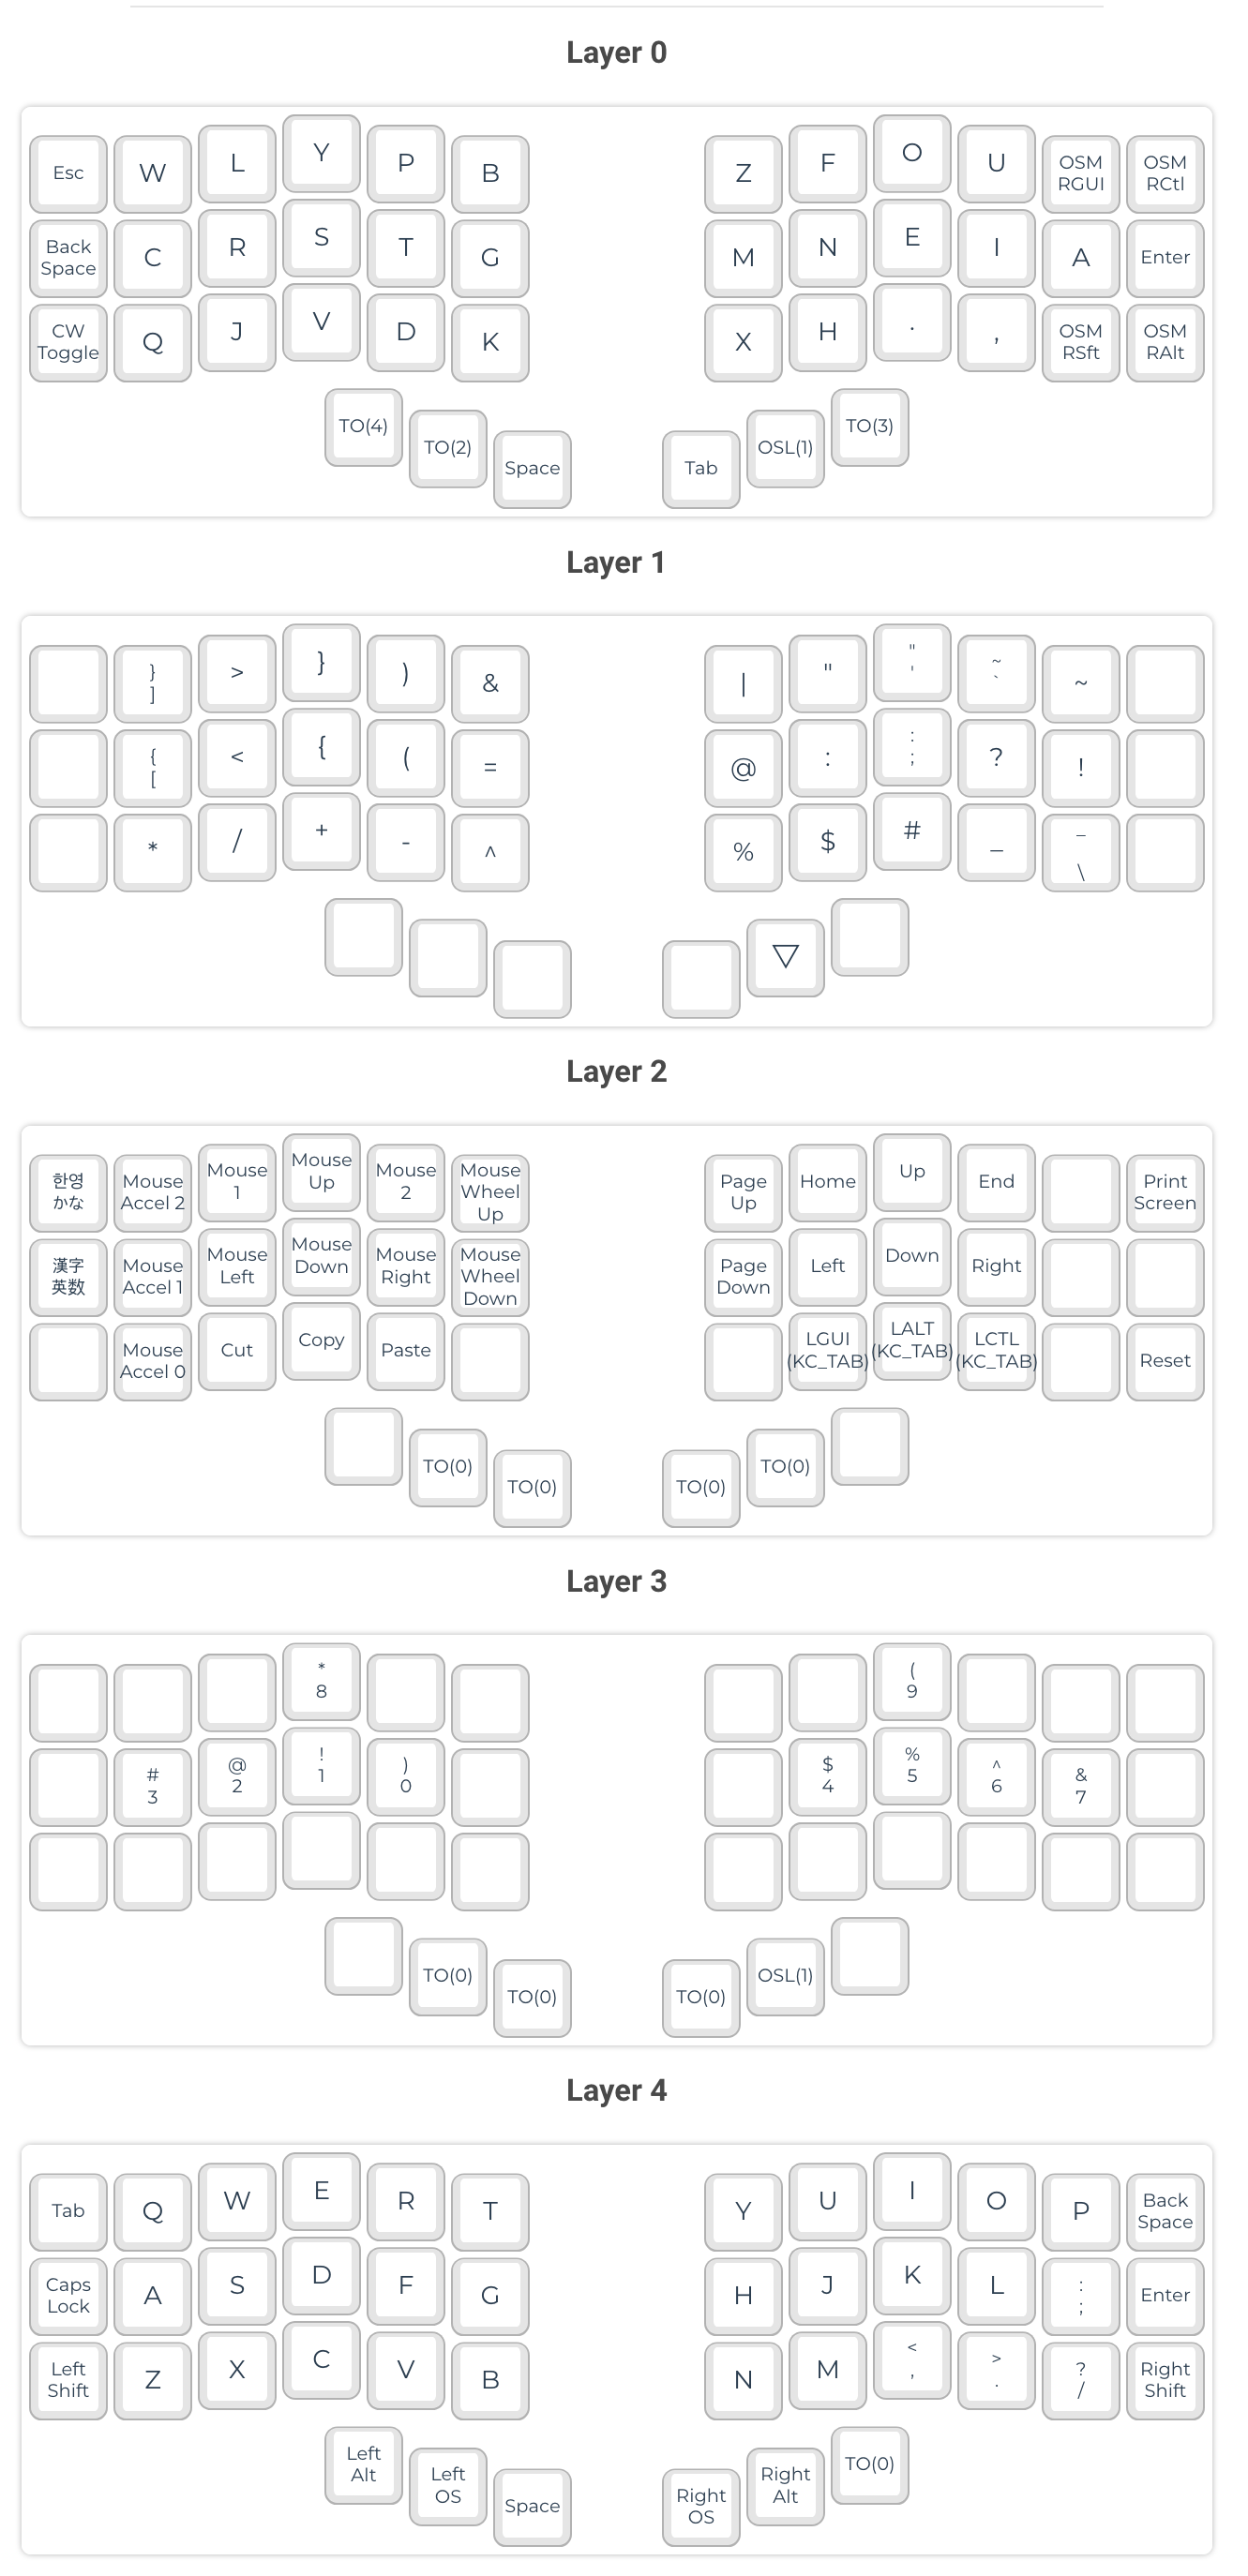 Layer 0
Esc W L Y P B Z F O U OSM RGUI OSM RCtl
Back Space C R S T G M N E I A Enter
CW Toggle Q J V D K X H . , OSM RSft OSM RAlt
TO(4) TO(2) Space Tab OSL(1) TO(3)
Layer 1
} ] > } ) & | " " ' ~ ` ~
{ [ < { ( = @ : : ; ? !
* / + - ^ % $ # _ _ \
▽
Layer 2
한영 かな Mouse Accel 2 Mouse 1 Mouse Up Mouse 2 Mouse Wheel Up Page Up Home Up End Print Screen
漢字 英数 Mouse Accel 1 Mouse Left Mouse Down Mouse Right Mouse Wheel Down Page Down Left Down Right
Mouse Accel 0 Cut Copy Paste LGUI (KC_TAB) LALT (KC_TAB) LCTL (KC_TAB) Reset
TO(0) TO(0) TO(0) TO(0)
Layer 3
* 8 ( 9
# 3 @ 2 ! 1 ) 0 $ 4 % 5 ^ 6 & 7
TO(0) TO(0) TO(0) OSL(1)
Layer 4
Tab Q W E R T Y U I O P Back Space
Caps Lock A S D F G H J K L : ; Enter
Left Shift Z X C V B N M < , > . ? / Right Shift
Left Alt Left OS Space Right OS Right Alt TO(0)